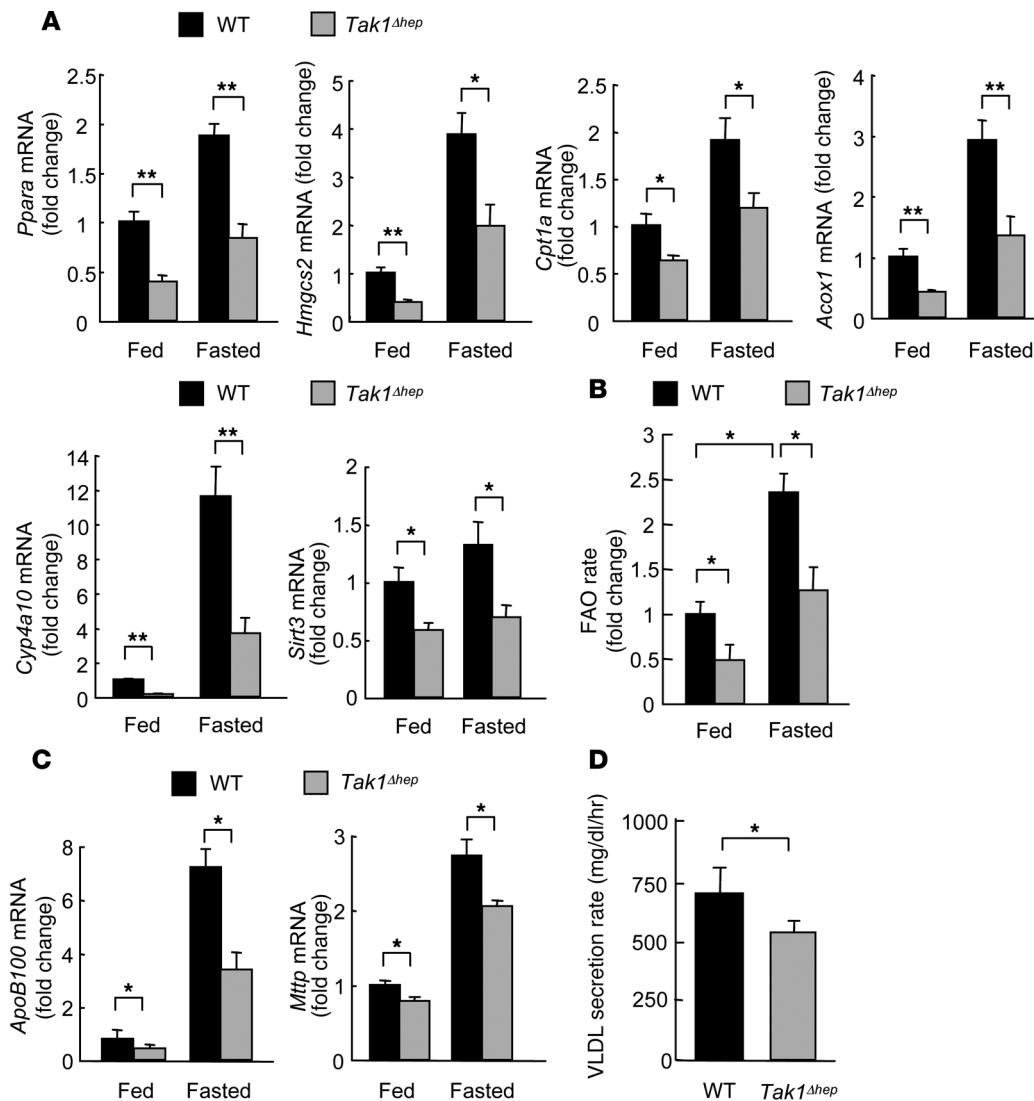 A
WT
Tak1Δhep
Ppara mRNA
(fold change)
2.5
2
1.5
1
0.5
0
**
**
Fed
Fasted
Hmgcs2 mRNA (fold change)
5
4
3
2
1
0
**
*
Fed
Fasted
Cpt1a mRNA
(fold change)
2.5
2
1.5
1
0.5
0
*
*
Fed
Fasted
Acox1 mRNA (fold change)
4
3
2
1
0
**
**
Fed
Fasted
WT
Tak1Δhep
Cyp4a10 mRNA
(fold change)
14
12
10
8
6
4
2
0
**
**
Fed
Fasted
Sirt3 mRNA
(fold change)
2
1.5
1
0.5
0
*
*
Fed
Fasted
B
WT
Tak1Δhep
FAO rate
(fold change)
3
2.5
2
1.5
1
0.5
0
*
*
*
Fed
Fasted
C
WT
Tak1Δhep
ApoB100 mRNA
(fold change)
8
6
4
2
0
*
*
Fed
Fasted
Mttp mRNA
(fold change)
3
2
1
0
*
*
Fed
Fasted
D
VLDL secretion rate (mg/dl/hr)
1000
750
500
250
0
*
WT
Tak1Δhep